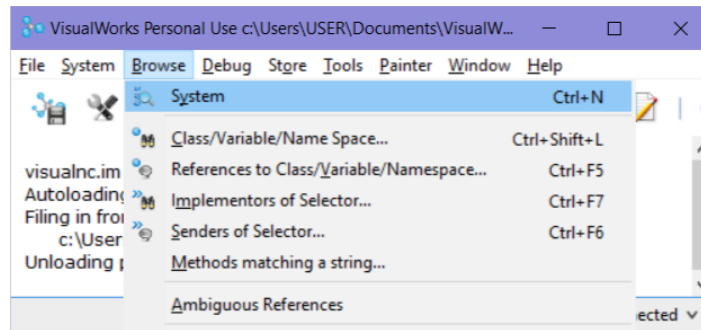 VisualWorks Personal Use c:\Users\USER\Documents\VisualW...
File System Browse Debug Store Tools Painter Window Help
System Ctrl+N
Class/Variable/Name Space... Ctrl+Shift+L
visualnc.im References to Class/Variable/Namespace... Ctrl+F5
Autoloading Implementors of Selector... Ctrl+F7
Filing in fro
c:\User Senders of Selector... Ctrl+F6
Unloading Methods matching a string...
Ambiguous References
ected